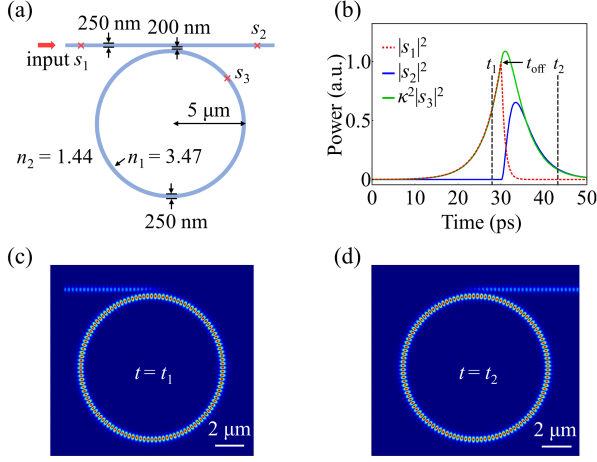 (a)
250 nm
200 nm
s₂
input s₁
s₃
5 μm
n₂ = 1.44
n₁ = 3.47
250 nm
(b)
Power (a.u.)
1.0
0.5
0
|s₁|²
|s₂|²
κ²|s₃|²
t₁
t_off
t₂
0 10 20 30 40 50
Time (ps)
(c)
t = t₁
2 μm
(d)
t = t₂
2 μm